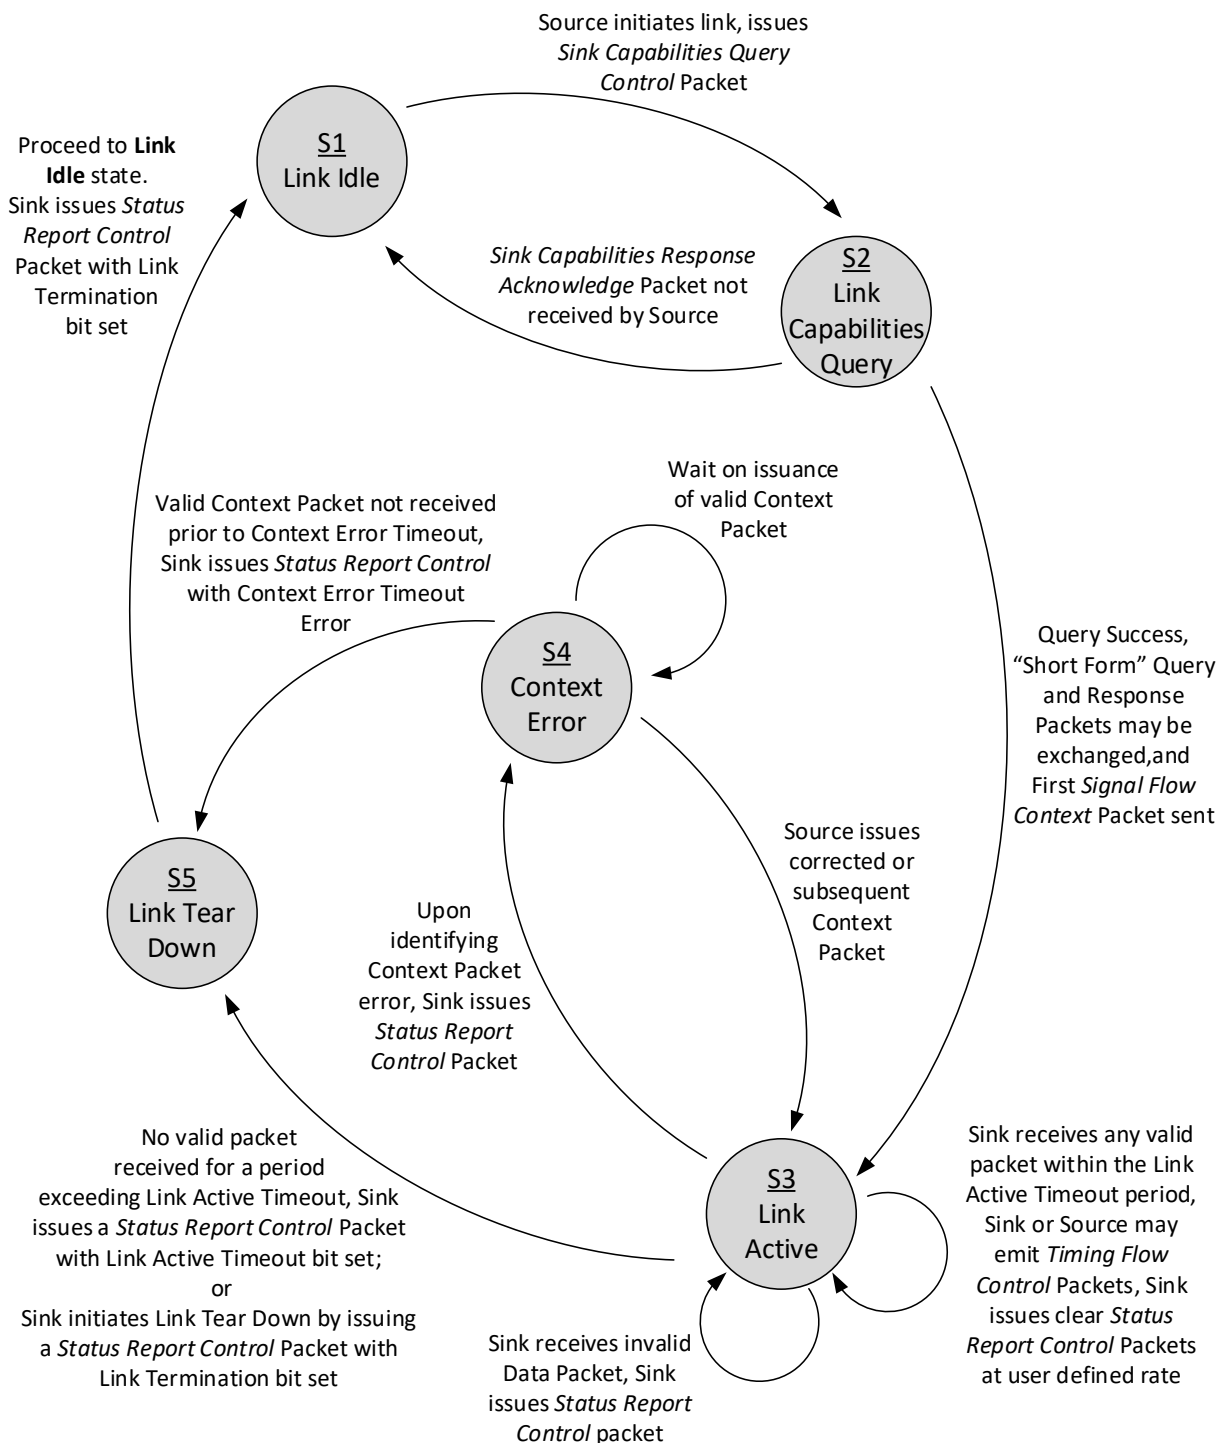 Source initiates link, issues
Sink Capabilities Query
Control Packet
S1
Link Idle
Proceed to Link
Idle state.
Sink issues Status
Report Control
Packet with Link
Termination
bit set
Sink Capabilities Response
Acknowledge Packet not
received by Source
S2
Link
Capabilities
Query
Wait on issuance
of valid Context
Packet
Valid Context Packet not received
prior to Context Error Timeout,
Sink issues Status Report Control
with Context Error Timeout
Error
S4
Context
Error
Query Success,
“Short Form” Query
and Response
Packets may be
exchanged,and
First Signal Flow
Context Packet sent
Source issues
corrected or
subsequent
Context
Packet
S5
Link Tear
Down
Upon
identifying
Context Packet
error, Sink issues
Status Report
Control Packet
No valid packet
received for a period
exceeding Link Active Timeout, Sink
issues a Status Report Control Packet
with Link Active Timeout bit set;
or
Sink initiates Link Tear Down by issuing
a Status Report Control Packet with
Link Termination bit set
S3
Link
Active
Sink receives any valid
packet within the Link
Active Timeout period,
Sink or Source may
emit Timing Flow
Control Packets, Sink
issues clear Status
Report Control Packets
at user defined rate
Sink receives invalid
Data Packet, Sink
issues Status Report
Control packet